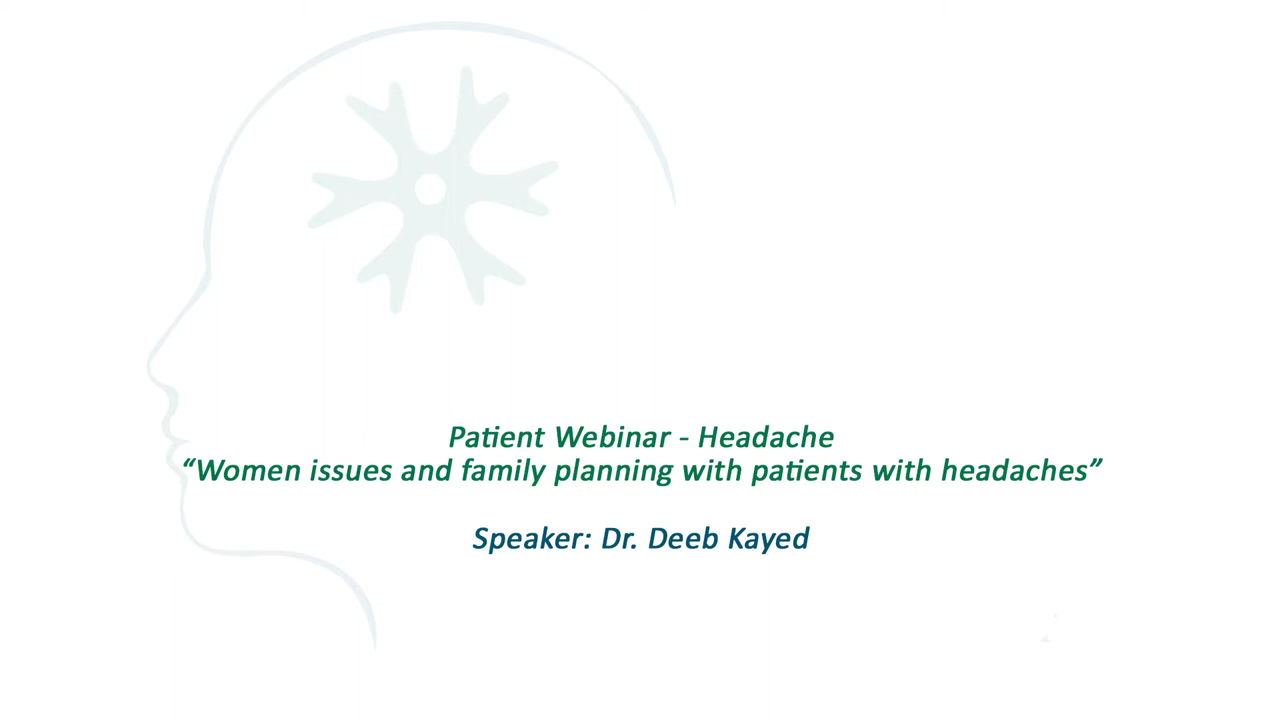 Patient Webinar - Headache
“Women issues and family planning with patients with headaches”
Speaker: Dr. Deeb Kayed